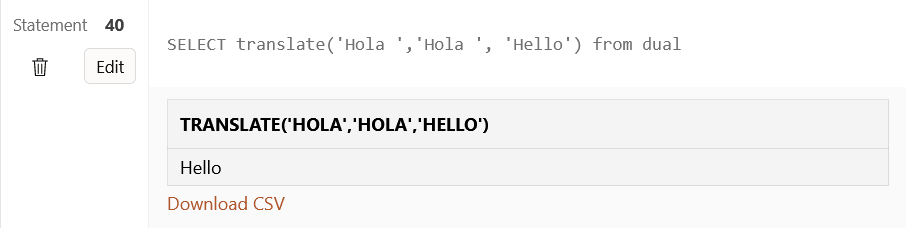 Statement 40
Edit
SELECT translate('Hola ','Hola ', 'Hello') from dual
TRANSLATE('HOLA','HOLA','HELLO')
Hello
Download CSV